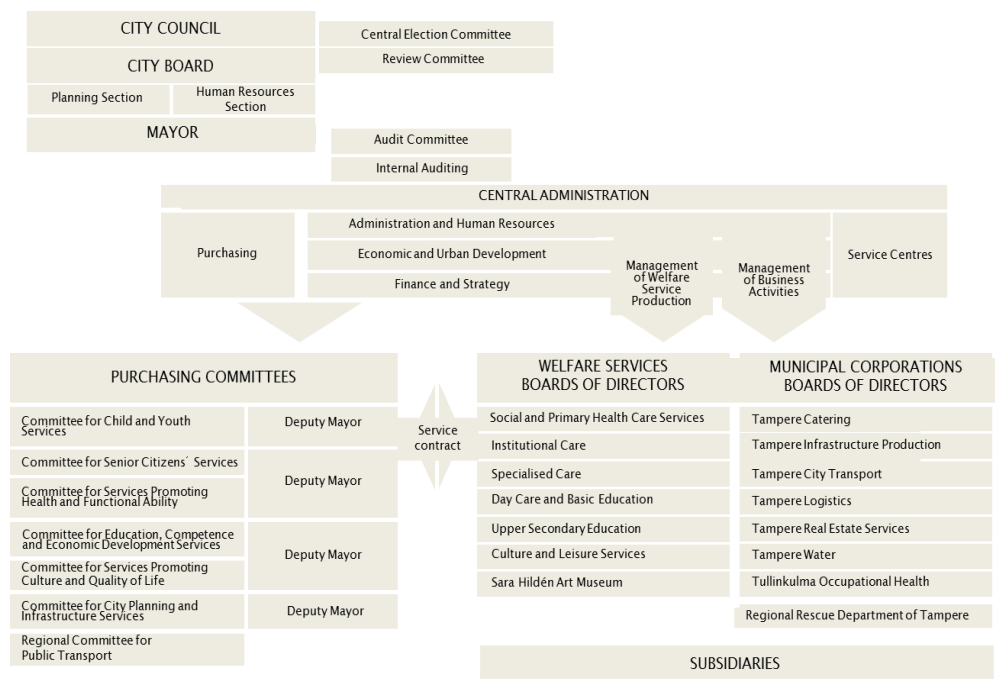 CITY COUNCIL
Central Election Committee
CITY BOARD
Review Committee
Planning Section
Human Resources
Section
MAYOR
Audit Committee
Internal Auditing
CENTRAL ADMINISTRATION
Purchasing
Administration and Human Resources
Economic and Urban Development
Finance and Strategy
Management
of Welfare
Service
Production
Management
of Business
Activities
Service Centres
PURCHASING COMMITTEES
Committee for Child and Youth
Services
Deputy Mayor
Committee for Senior Citizens´ Services
Committee for Services Promoting
Health and Functional Ability
Deputy Mayor
Committee for Education, Competence
and Economic Development Services
Committee for Services Promoting
Culture and Quality of Life
Deputy Mayor
Committee for City Planning and
Infrastructure Services
Deputy Mayor
Regional Committee for
Public Transport
Service
contract
WELFARE SERVICES
BOARDS OF DIRECTORS
Social and Primary Health Care Services
Institutional Care
Specialised Care
Day Care and Basic Education
Upper Secondary Education
Culture and Leisure Services
Sara Hildén Art Museum
MUNICIPAL CORPORATIONS
BOARDS OF DIRECTORS
Tampere Catering
Tampere Infrastructure Production
Tampere City Transport
Tampere Logistics
Tampere Real Estate Services
Tampere Water
Tullinkulma Occupational Health
Regional Rescue Department of Tampere
SUBSIDIARIES